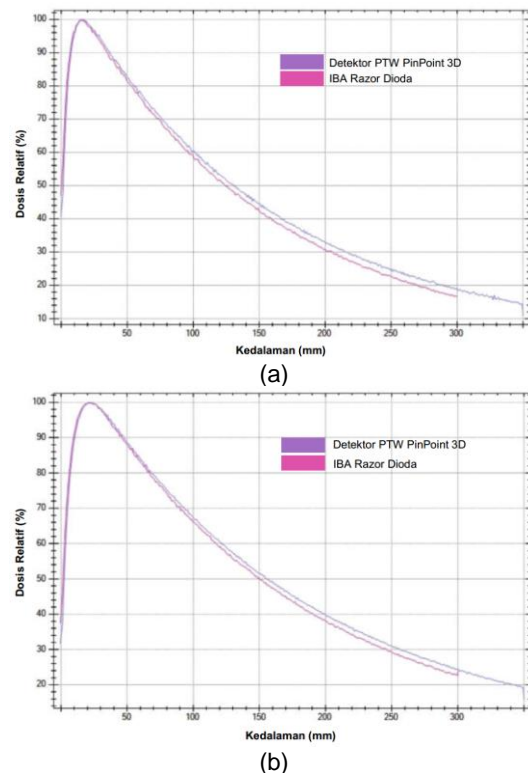 100
90
80
70
60
50
40
30
20
10
Dosis Relatif (%)
Detektor PTW PinPoint 3D
IBA Razor Dioda
50 100 150 200 250 300
Kedalaman (mm)
(a)
100
90
80
70
60
50
40
30
20
Dosis Relatif (%)
Detektor PTW PinPoint 3D
IBA Razor Dioda
50 100 150 200 250 300
Kedalaman (mm)
(b)